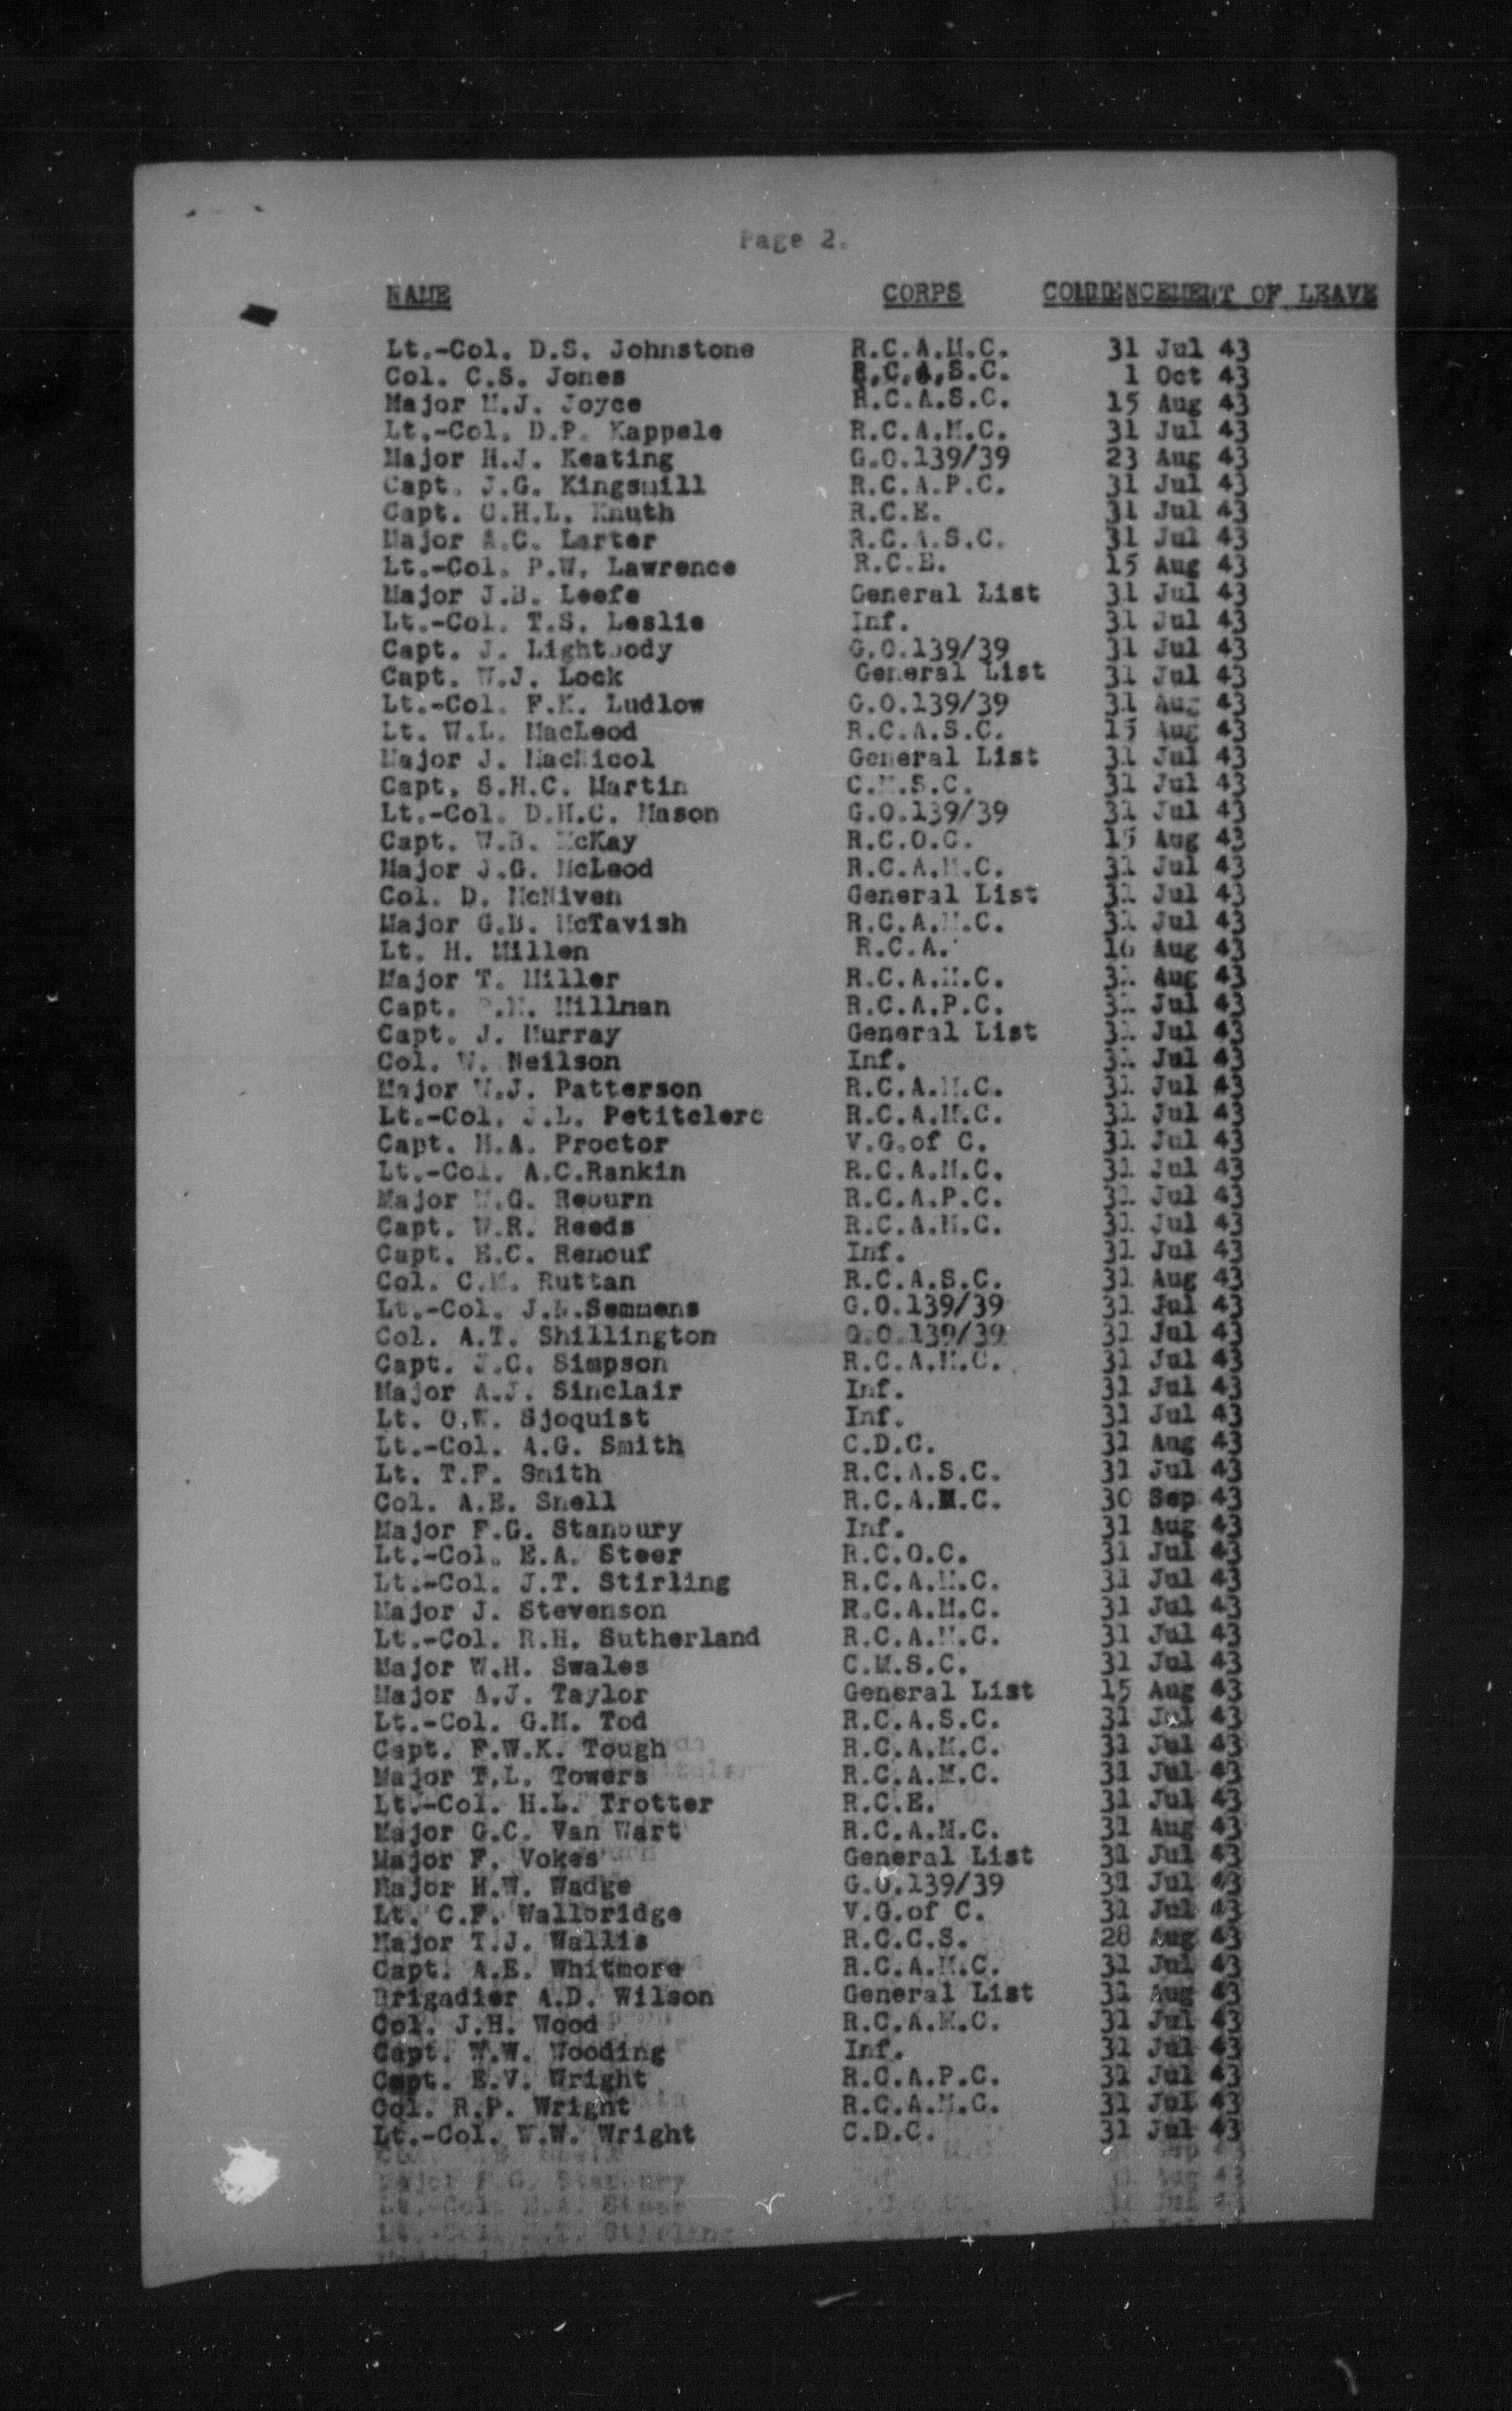 Page 2.
NAME CORPS COMMENCEMENT OF LEAVE
Lt.-Col. D.S. Johnstone R.C.A.M.C. 31 Jul 43
Col. C.S. Jones R.C.A.S.C. 1 Oct 43
Major M.J. Joyce R.C.A.S.C. 15 Aug 43
Lt.-Col. D.P. Kappele R.C.A.M.C. 31 Jul 43
Major H.J. Keating G.O.139/39 23 Aug 43
Capt. J.G. Kingsmill R.C.A.P.C. 31 Jul 43
Capt. C.H.L. Knuth R.C.E. 31 Jul 43
Major A.C. Larter R.C.A.S.C. 31 Jul 43
Lt.-Col. P.W. Lawrence R.C.E. 15 Aug 43
Major J.B. Leefe General List 31 Jul 43
Lt.-Col. T.S. Leslie Inf. 31 Jul 43
Capt. J. Lightbody G.O.139/39 31 Jul 43
Capt. W.J. Lock General List 31 Jul 43
Lt.-Col. F.K. Ludlow G.O.139/39 31 Aug 43
Lt. W.L. MacLeod R.C.A.S.C. 15 Aug 43
Major J. MacNicol General List 31 Jul 43
Capt. S.H.C. Martin C.M.S.C. 31 Jul 43
Lt.-Col. D.H.C. Mason G.O.139/39 31 Jul 43
Capt. W.B. McKay R.C.O.C. 15 Aug 43
Major J.G. McLeod R.C.A.M.C. 31 Jul 43
Col. D. McNiven General List 31 Jul 43
Major G.B. McTavish R.C.A.M.C. 31 Jul 43
Lt. H. Millen R.C.A. 16 Aug 43
Major T. Miller R.C.A.M.C. 31 Aug 43
Capt. Millman R.C.A.P.C. 31 Jul 43
Capt. J. Murray General List 31 Jul 43
Col. W. Neilson Inf. 31 Jul 43
Major W.J. Patterson R.C.A.M.C. 31 Jul 43
Lt.-Col. J.L. Petitclerc R.C.A.M.C. 31 Jul 43
Capt. H.A. Proctor V.G.of C. 31 Jul 43
Lt.-Col. A.C.Rankin R.C.A.M.C. 31 Jul 43
Major W.G. Reburn R.C.A.P.C. 31 Jul 43
Capt. W.R. Reeds R.C.A.M.C. 31 Jul 43
Capt. E.C. Renouf Inf. 31 Jul 43
Col. C.M. Ruttan R.C.A.S.C. 31 Aug 43
Lt.-Col. Semmens G.O.139/39 31 Jul 43
Col. A.T. Shillington G.O.139/39 31 Jul 43
Capt. J.C. Simpson R.C.A.M.C. 31 Jul 43
Major A.J. Sinclair Inf. 31 Jul 43
Lt. O.W. Sjoquist Inf. 31 Jul 43
Lt.-Col. A.G. Smith C.D.C. 31 Aug 43
Lt. T.F. Smith R.C.A.S.C. 31 Jul 43
Col. A.E. Snell R.C.A.M.C. 30 Sep 43
Major F.G. Stanbury Inf. 31 Aug 43
Lt.-Col. E.A. Steer R.C.O.C. 31 Jul 43
Lt.-Col. J.T. Stirling R.C.A.M.C. 31 Jul 43
Major J. Stevenson R.C.A.M.C. 31 Jul 43
Lt.-Col. R.H. Sutherland R.C.A.M.C. 31 Jul 43
Major W.H. Swales C.M.S.C. 31 Jul 43
Major A.J. Taylor General List 15 Aug 43
Lt.-Col. G.M. Tod R.C.A.S.C. 31 Jul 43
Capt. F.W.K. Tough R.C.A.M.C. 31 Jul 43
Major T.L. Towers R.C.A.M.C. 31 Jul 43
Lt.-Col. H.L. Trotter R.C.E. 31 Jul 43
Major G.C. Van Wart R.C.A.M.C. 31 Aug 43
Major F. Vokes General List 31 Jul 43
Major H.W. Wadge G.O.139/39 31 Jul 43
Lt. C.F. Wallbridge V.G.of C. 31 Jul 43
Major T.J. Wallis R.C.C.S. 28 Aug 43
Capt. A.E. Whitmore R.C.A.M.C. 31 Jul 43
Brigadier A.D. Wilson General List 31 Aug 43
Col. J.H. Wood R.C.A.M.C. 31 Jul 43
Capt. W.W. Wooding Inf. 31 Jul 43
Capt. E.V. Wright R.C.A.P.C. 31 Jul 43
Col. R.P. Wright R.C.A.M.C. 31 Jul 43
Lt.-Col. W.W. Wright C.D.C. 31 Jul 43